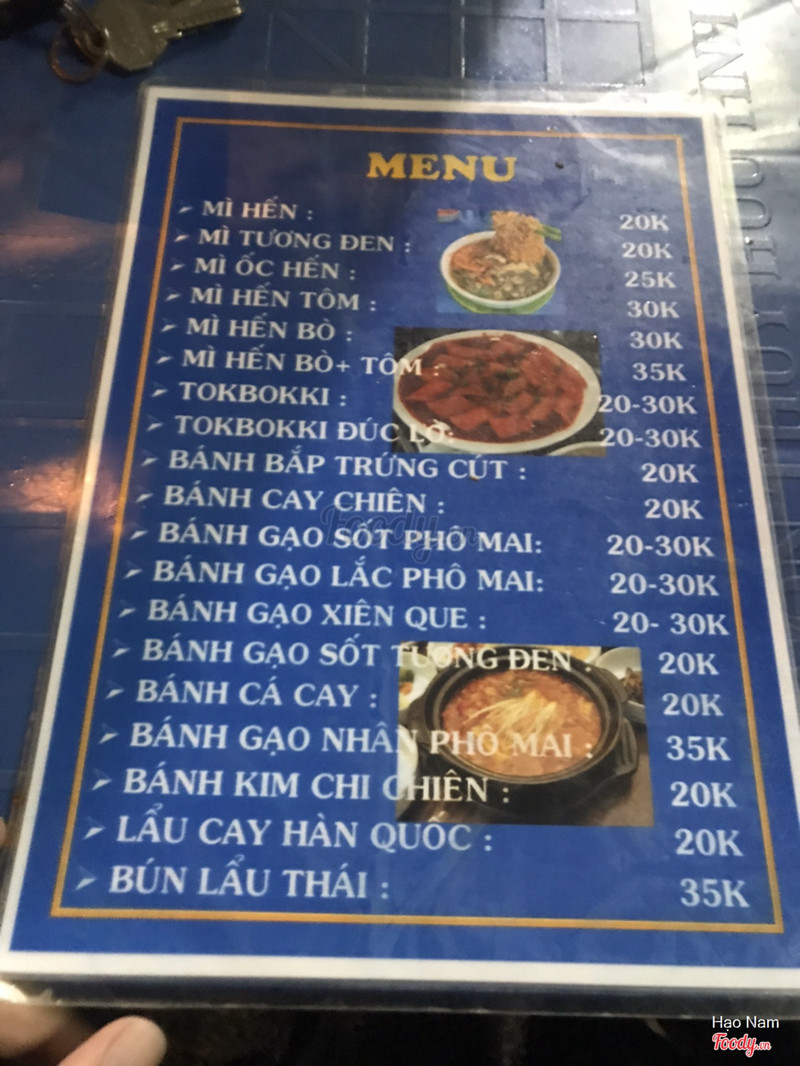 MENU
➢ MÌ HẾN : 20K
➢ MÌ TƯƠNG ĐEN : 20K
➢ MÌ ỐC HẾN : 25K
➢ MÌ HẾN TÔM : 30K
➢ MÌ HẾN BÒ : 30K
➢ MÌ HẾN BÒ+ TÔM : 35K
➢ TOKBOKKI : 20-30K
➢ TOKBOKKI ĐÚC LÒ: 20-30K
➢ BÁNH BẮP TRỨNG CÚT : 20K
➢ BÁNH CAY CHIÊN : 20K
➢ BÁNH GẠO SỐT PHÔ MAI: 20-30K
➢ BÁNH GẠO LẮC PHÔ MAI: 20-30K
➢ BÁNH GẠO XIÊN QUE : 20- 30K
➢ BÁNH GẠO SỐT TƯƠNG ĐEN : 20K
➢ BÁNH CÁ CAY : 20K
➢ BÁNH GẠO NHÂN PHÔ MAI : 35K
➢ BÁNH KIM CHI CHIÊN : 20K
➢ LẨU CAY HÀN QUỐC : 20K
➢ BÚN LẨU THÁI : 35K
Foody.vn
Hạo Nam
Foody.vn